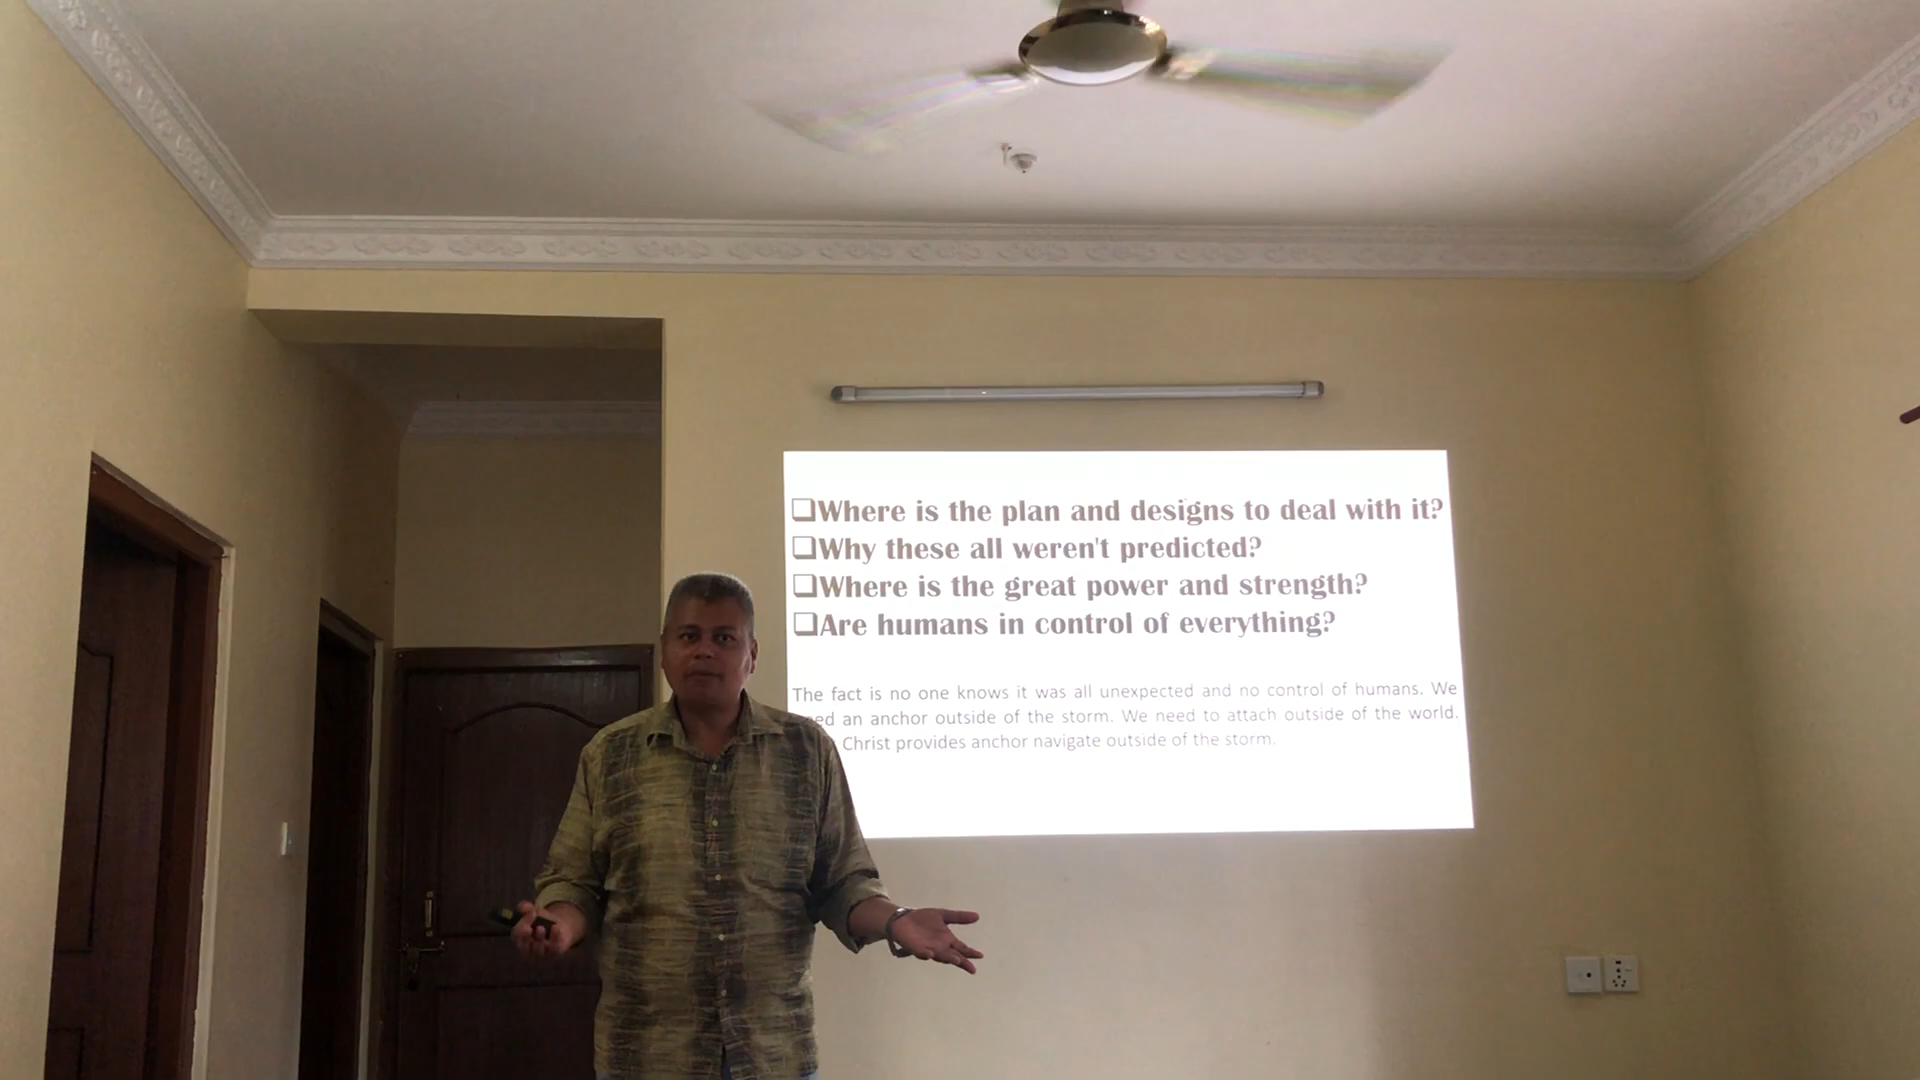 ❑Where is the plan and designs to deal with it?
❑Why these all weren't predicted?
❑Where is the great power and strength?
❑Are humans in control of everything?
The fact is no one knows it was all unexpected and no control of humans. We
an anchor outside of the storm. We need to attach outside of the world.
Christ provides anchor navigate outside of the storm.